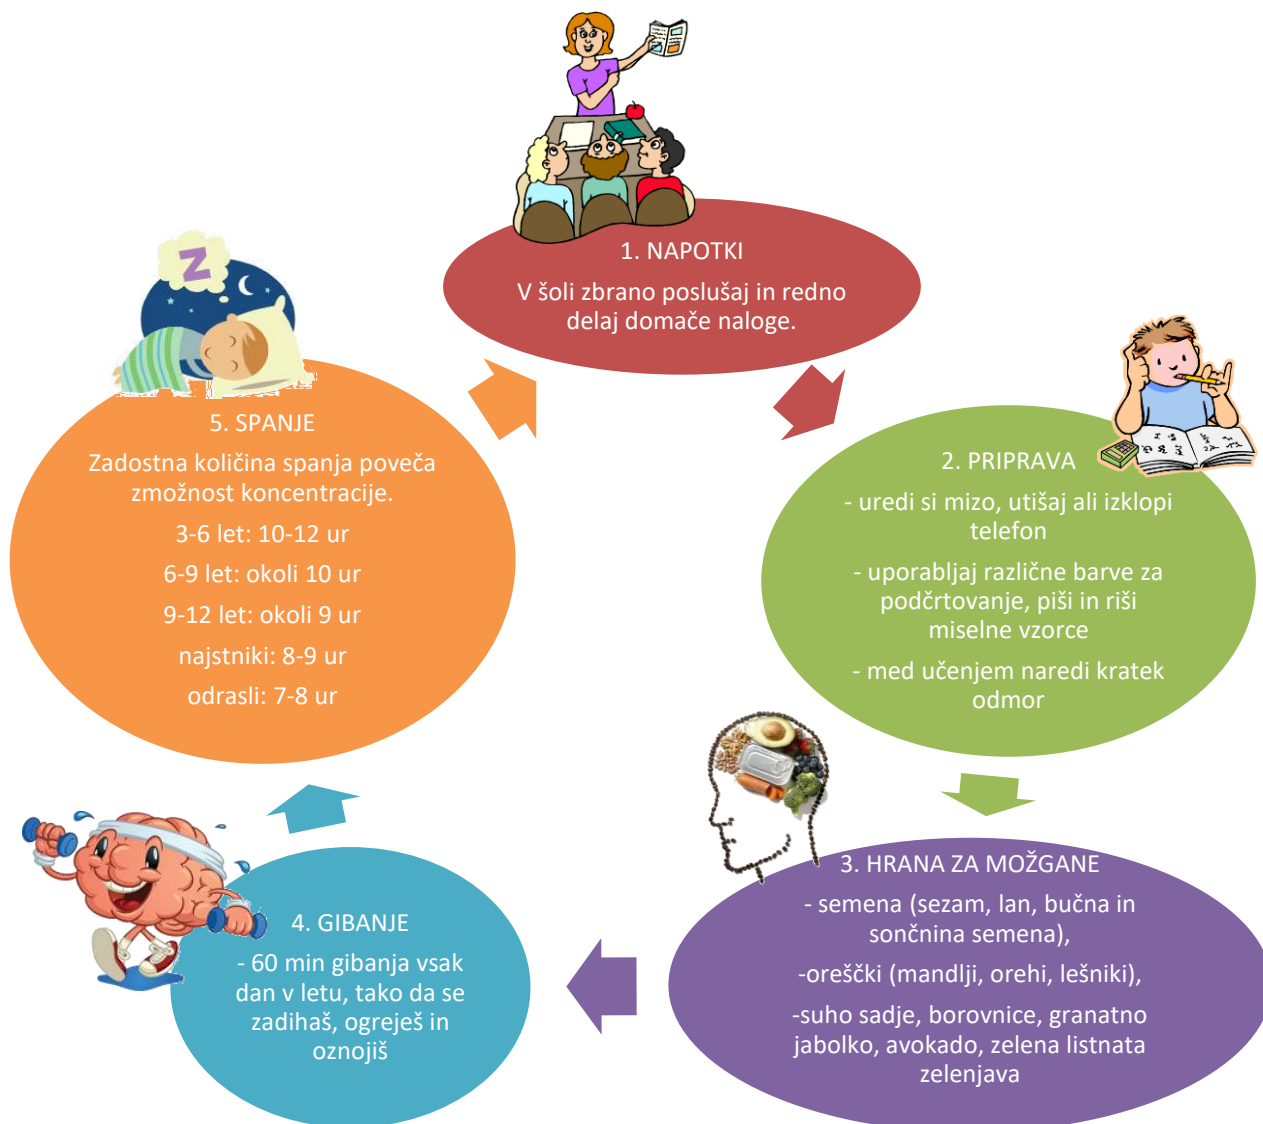 1. NAPOTKI
V šoli zbrano poslušaj in redno
delaj domače naloge.
2. PRIPRAVA
- uredi si mizo, utišaj ali izklopi
telefon
- uporabljaj različne barve za
podčrtovanje, piši in riši
miselne vzorce
- med učenjem naredi kratek
odmor
3. HRANA ZA MOŽGANE
- semena (sezam, lan, bučna in
sončnina semena),
-oreščki (mandlji, orehi, lešniki),
-suho sadje, borovnice, granatno
jabolko, avokado, zelena listnata
zelenjava
4. GIBANJE
- 60 min gibanja vsak
dan v letu, tako da se
zadihaš, ogreješ in
oznojiš
Z
5. SPANJE
Zadostna količina spanja poveča
zmožnost koncentracije.
3-6 let: 10-12 ur
6-9 let: okoli 10 ur
9-12 let: okoli 9 ur
najstniki: 8-9 ur
odrasli: 7-8 ur